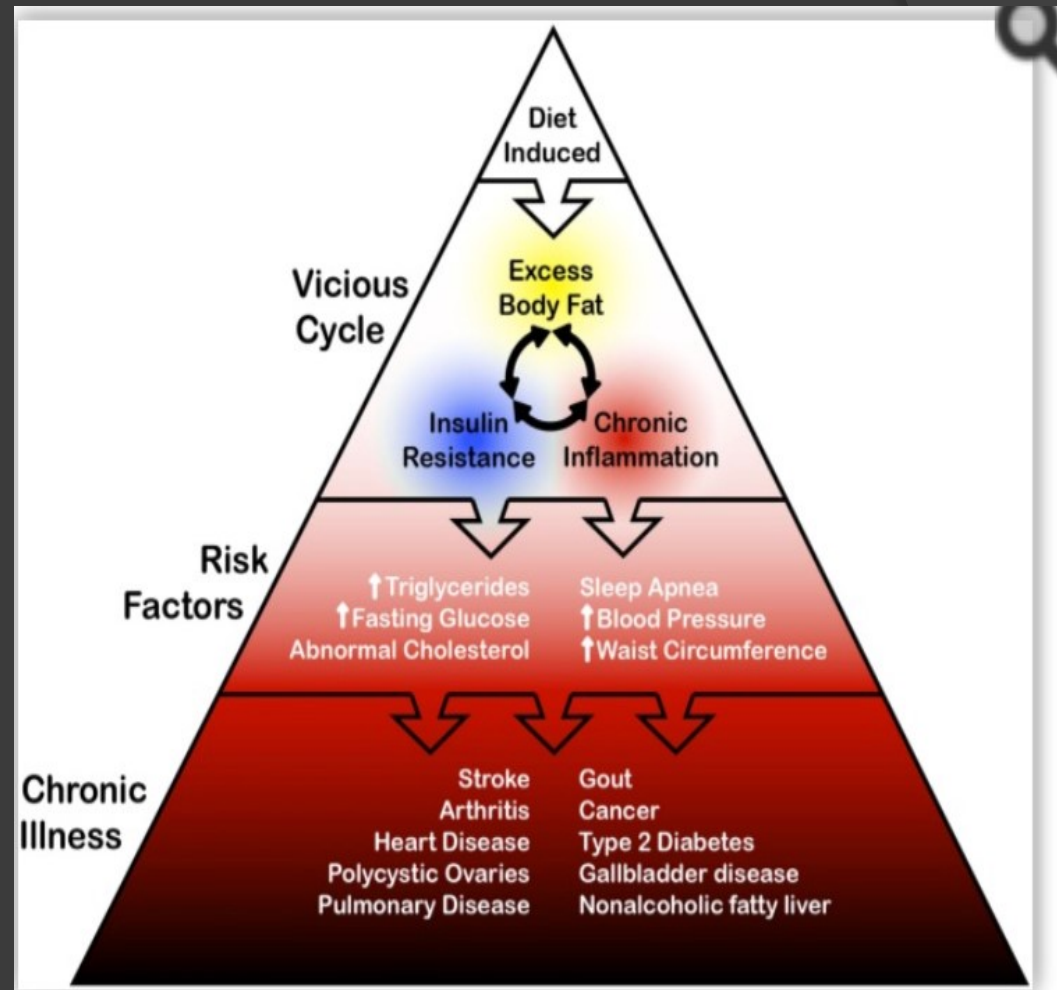 Diet
Induced
Vicious
Cycle
Excess
Body Fat
Insulin
Resistance
Chronic
Inflammation
Risk
Factors
↑Triglycerides
↑Fasting Glucose
Abnormal Cholesterol
Sleep Apnea
↑Blood Pressure
↑Waist Circumference
Chronic
Illness
Stroke
Arthritis
Heart Disease
Polycystic Ovaries
Pulmonary Disease
Gout
Cancer
Type 2 Diabetes
Gallbladder disease
Nonalcoholic fatty liver